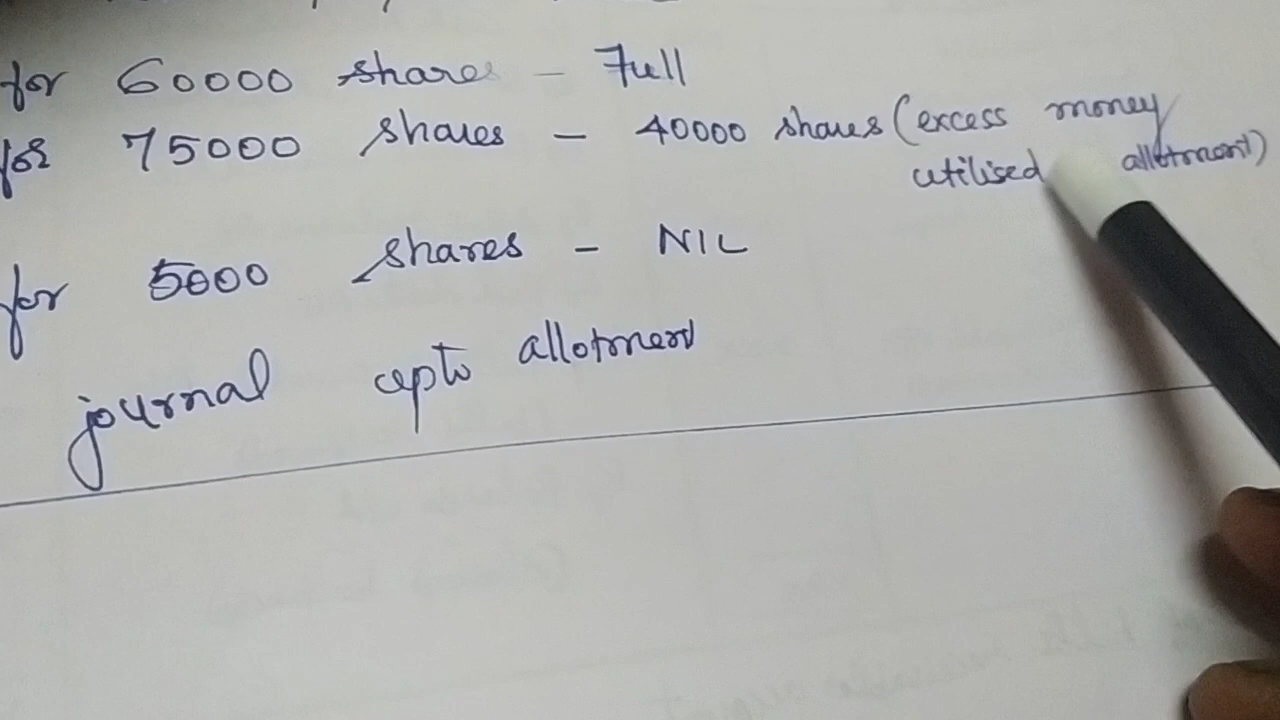 for 60000 shares - Full
for 75000 shares - 40000 shares (excess money
utilised allotment)
for 5000 shares - NIL
journal upto allotment